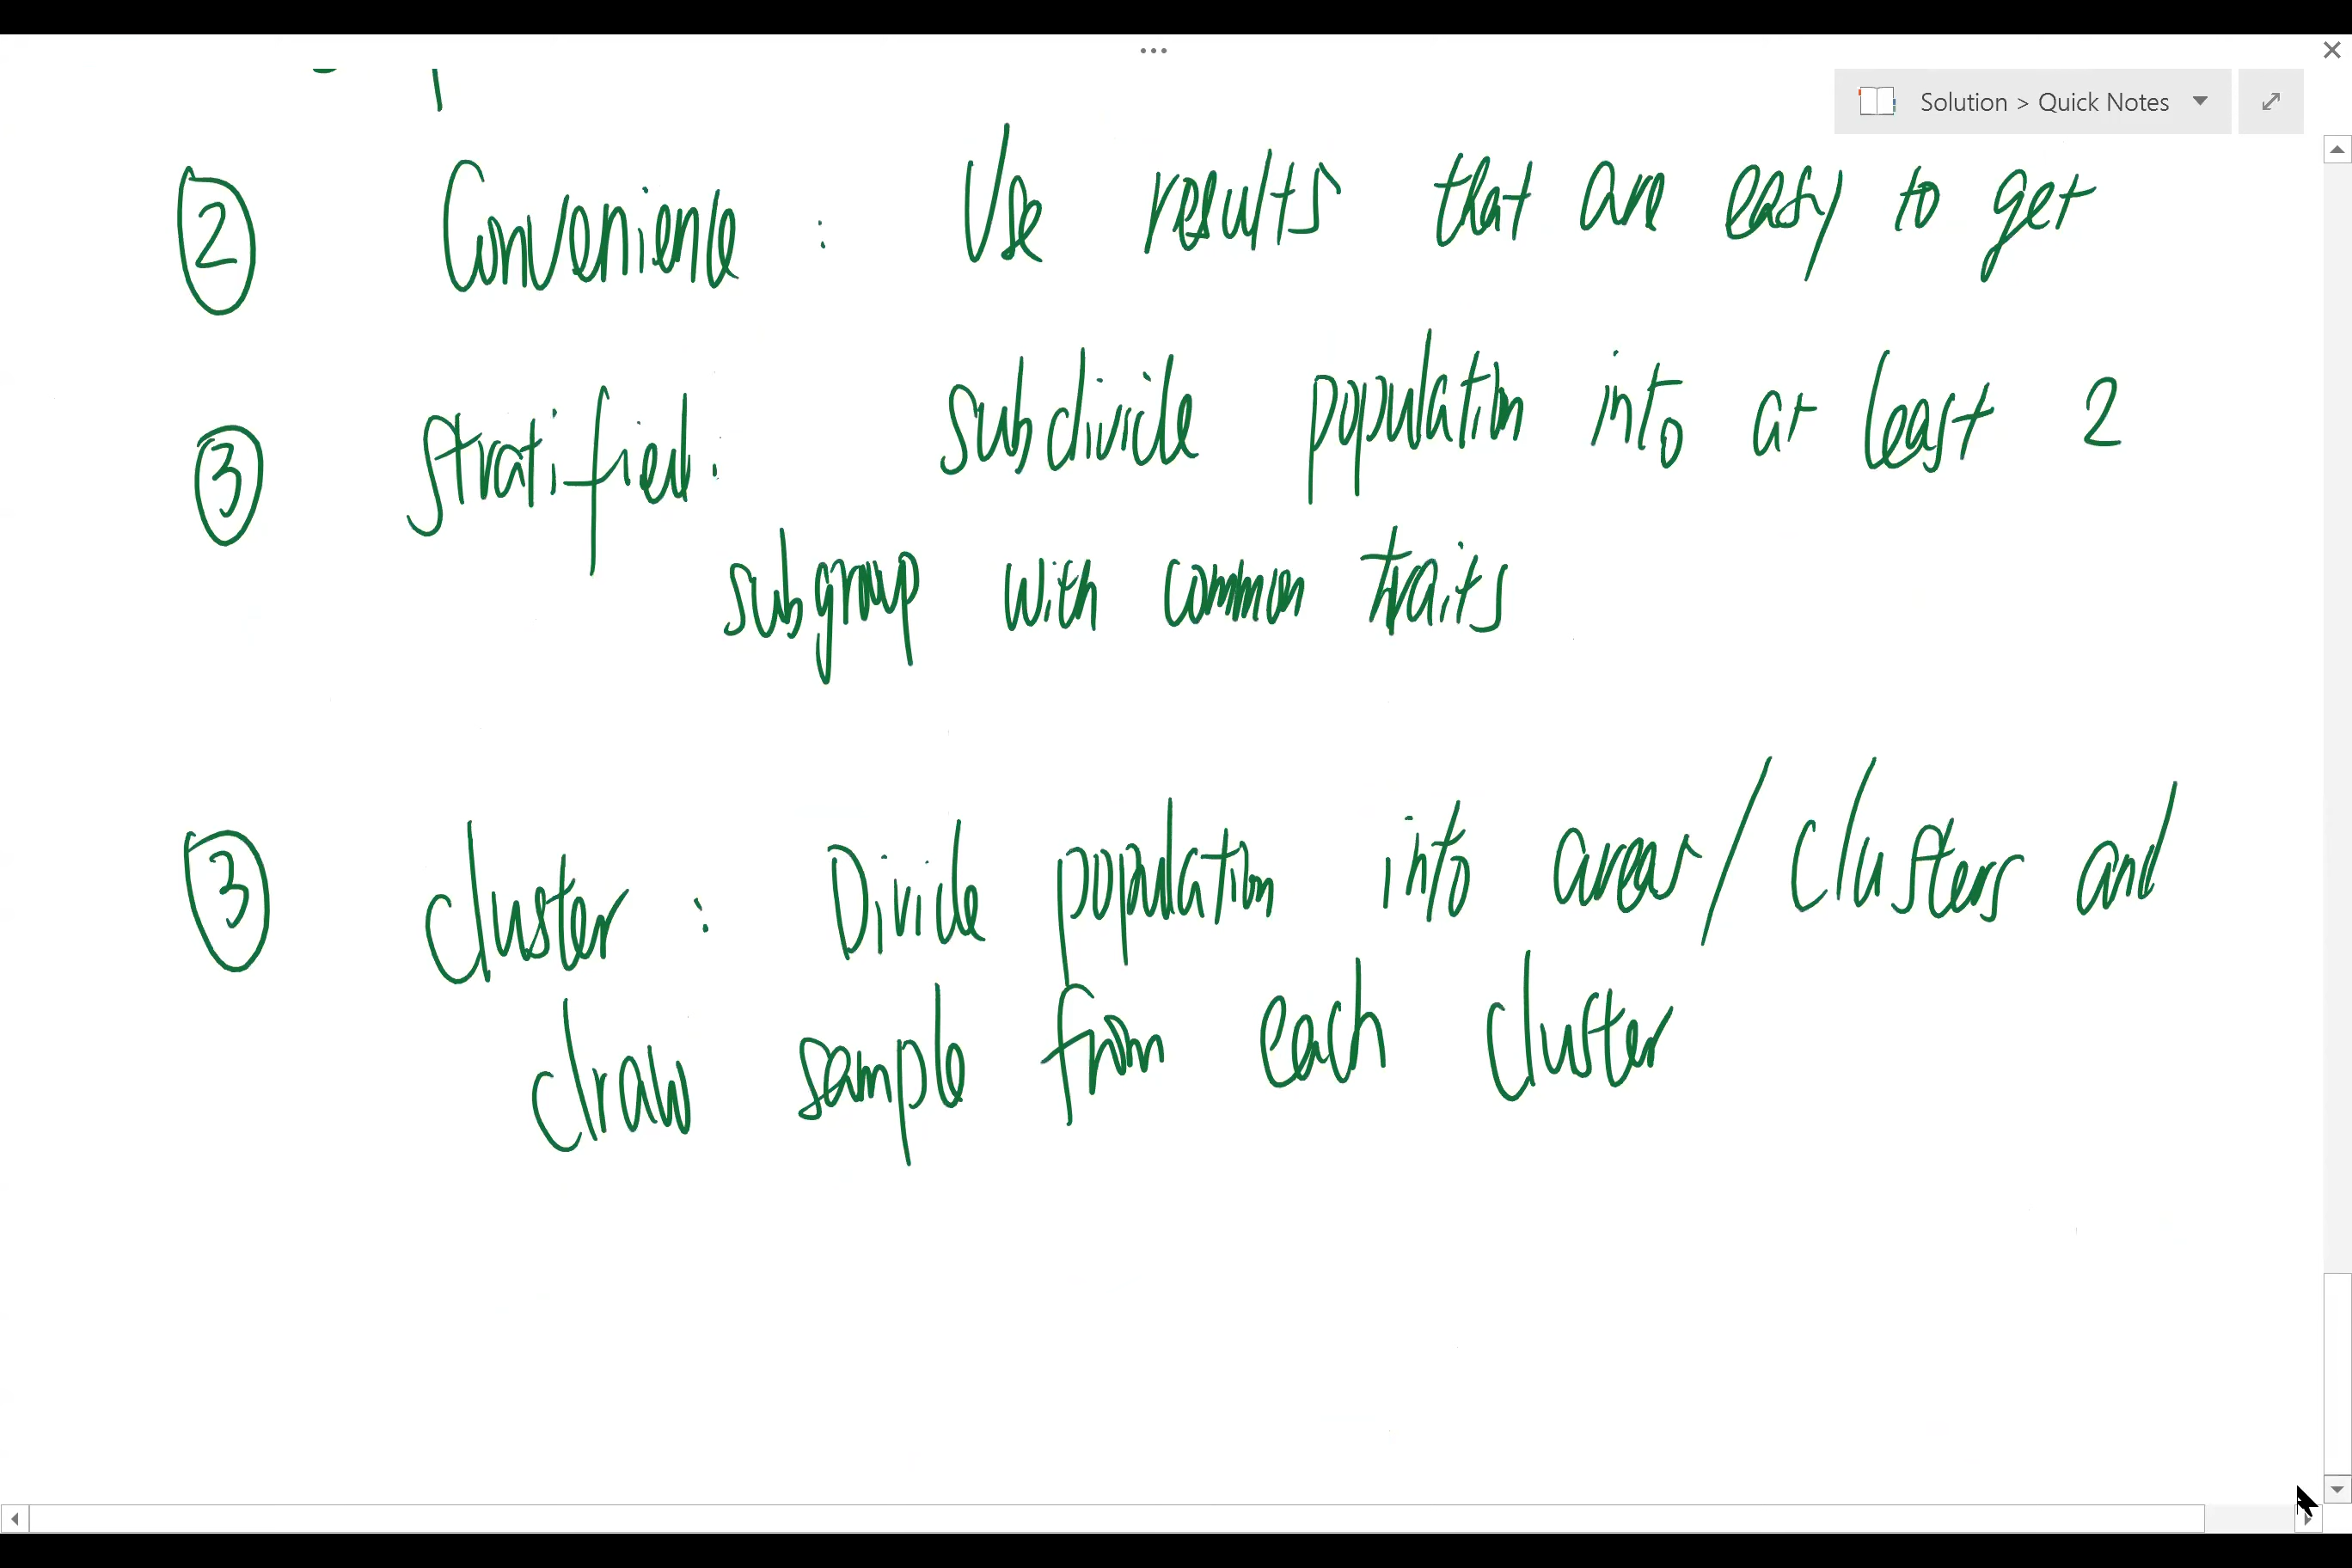 Solution > Quick Notes
② Convenience : Use results that are easy to get
③ Stratified: Subdivide population into at least 2
subgroup with common traits
③ Cluster : Divide population into areas/clusters and
draw sample from each cluster